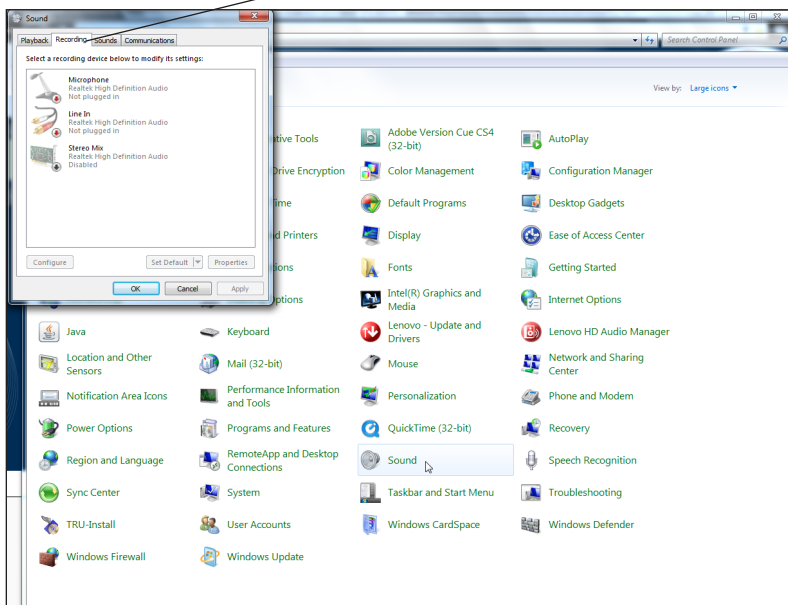 Sound
Playback Recording Sounds Communications
Select a recording device below to modify its settings:
Microphone
Realtek High Definition Audio
Not plugged in
Line In
Realtek High Definition Audio
Not plugged in
Stereo Mix
Realtek High Definition Audio
Disabled
Configure Set Default Properties
OK Cancel Apply
Search Control Panel
View by: Large icons
Tools
Adobe Version Cue CS4
(32-bit)
AutoPlay
Drive Encryption
Color Management
Configuration Manager
Default Programs
Desktop Gadgets
Printers
Display
Ease of Access Center
Fonts
Getting Started
Options
Intel(R) Graphics and
Media
Internet Options
Java
Keyboard
Lenovo - Update and
Drivers
Lenovo HD Audio Manager
Location and Other
Sensors
Mail (32-bit)
Mouse
Network and Sharing
Center
Notification Area Icons
Performance Information
and Tools
Personalization
Phone and Modem
Power Options
Programs and Features
QuickTime (32-bit)
Recovery
Region and Language
RemoteApp and Desktop
Connections
Sound
Speech Recognition
Sync Center
System
Taskbar and Start Menu
Troubleshooting
TRU-Install
User Accounts
Windows CardSpace
Windows Defender
Windows Firewall
Windows Update